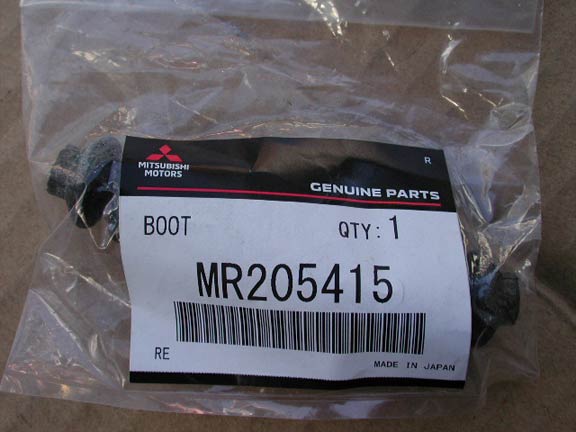 MITSUBISHI
MOTORS
R
GENUINE PARTS
BOOT QTY: 1
MR205415
RE MADE IN JAPAN